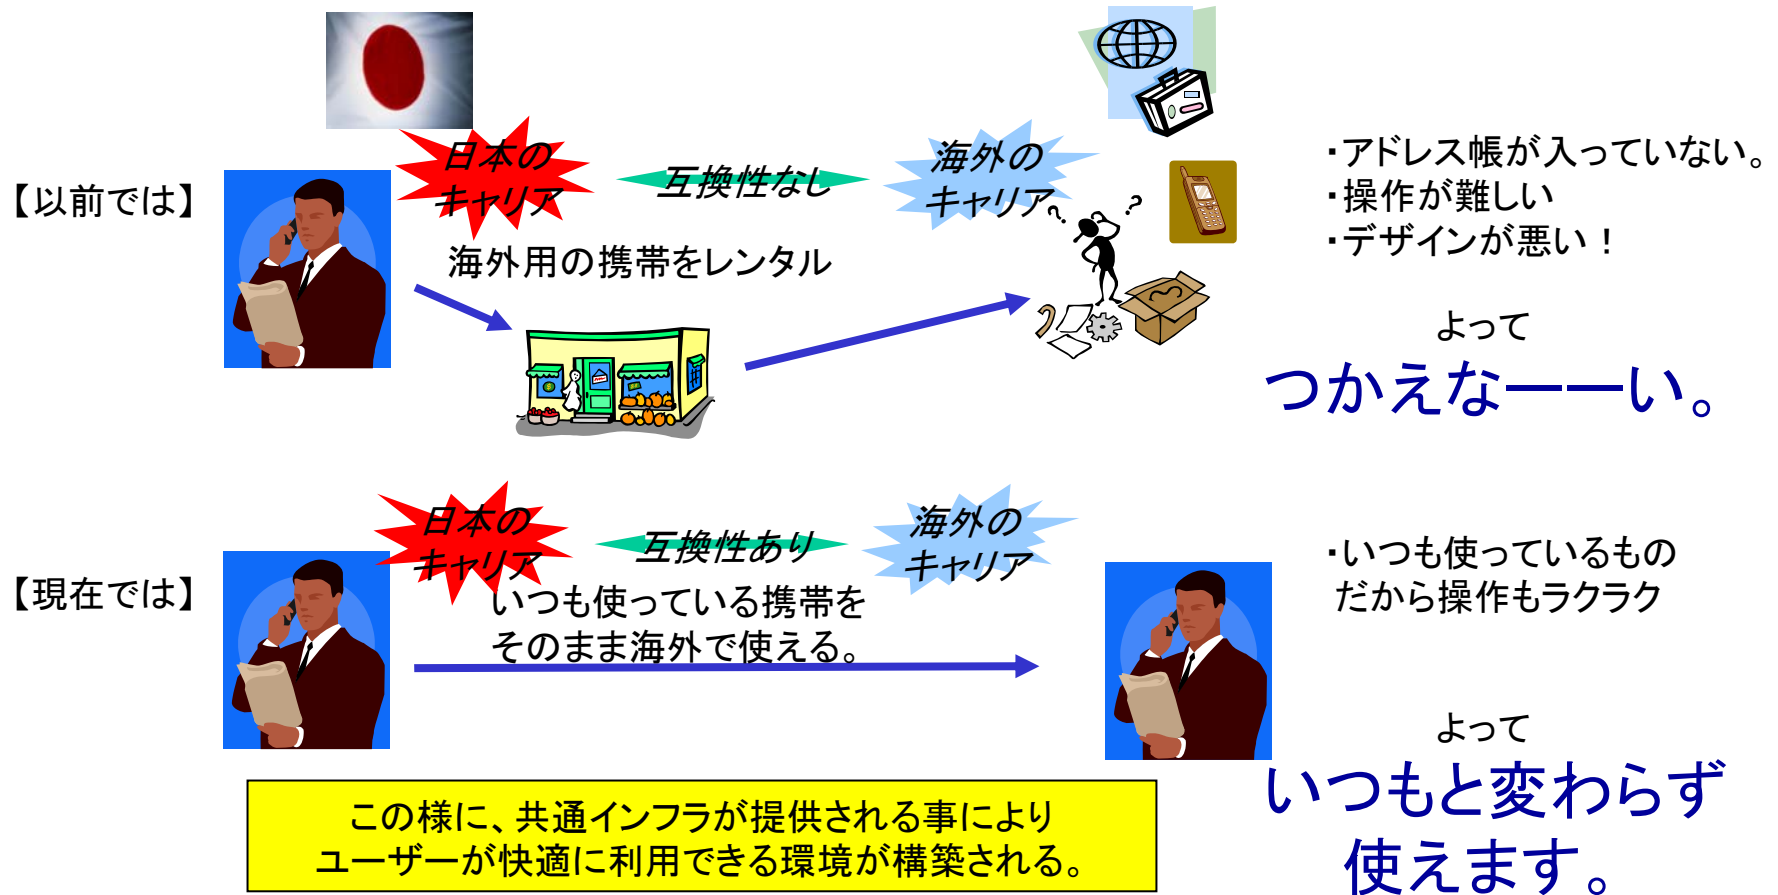 【以前では】
日本の
キャリア
互換性なし
海外の
キャリア
海外用の携帯をレンタル
・アドレス帳が入っていない。
・操作が難しい
・デザインが悪い！
よって
つかえなーーい。
【現在では】
日本の
キャリア
互換性あり
海外の
キャリア
いつも使っている携帯を
そのまま海外で使える。
・いつも使っているもの
だから操作もラクラク
よって
いつもと変わらず
使えます。
この様に、共通インフラが提供される事により
ユーザーが快適に利用できる環境が構築される。